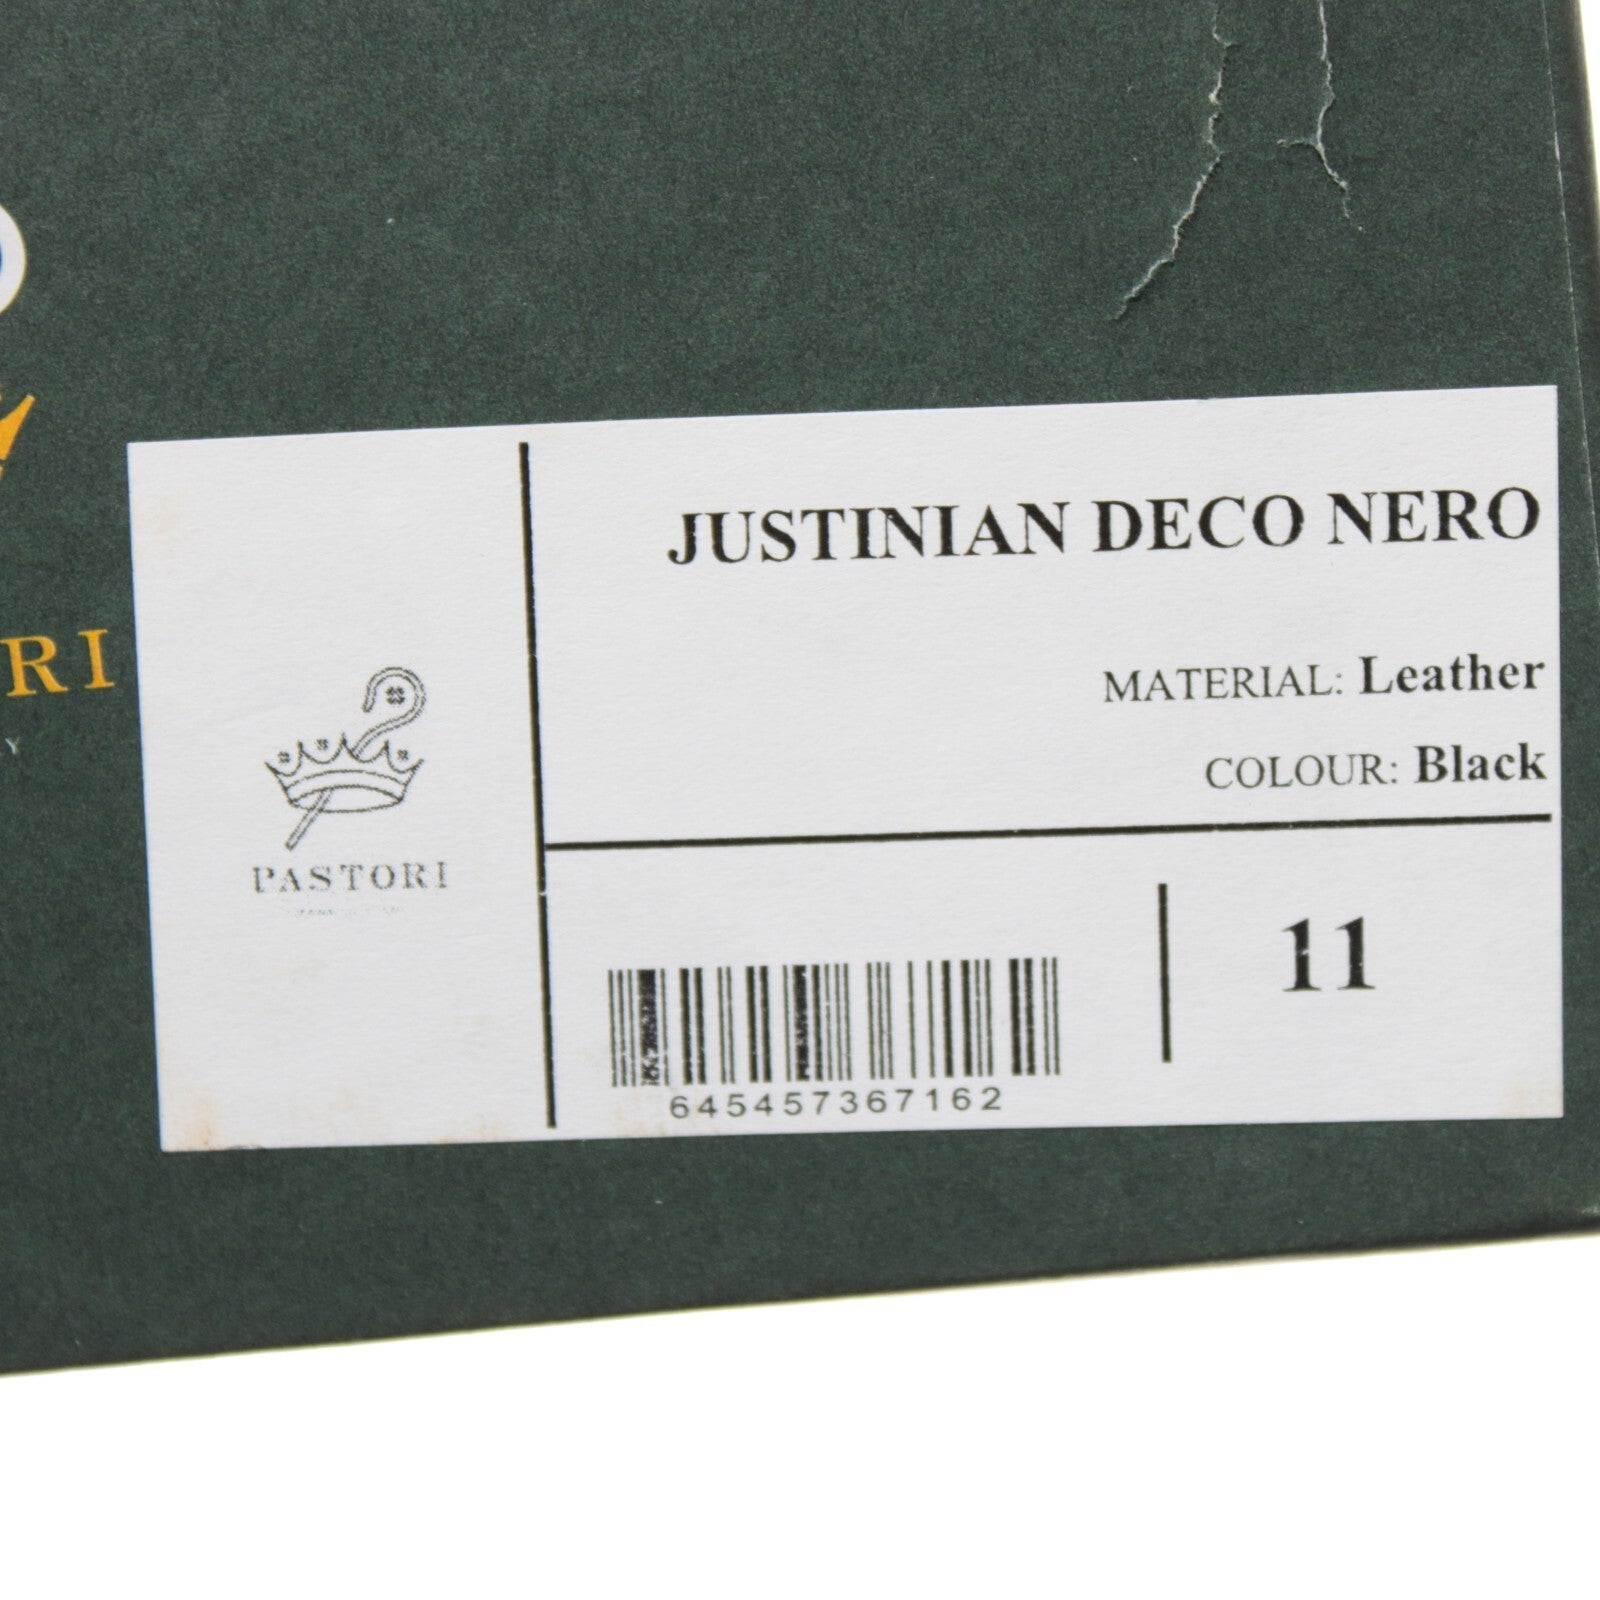 JUSTINIAN DECO NERO
MATERIAL: Leather
COLOUR: Black
PASTORI
645457367162
11
RI
Y